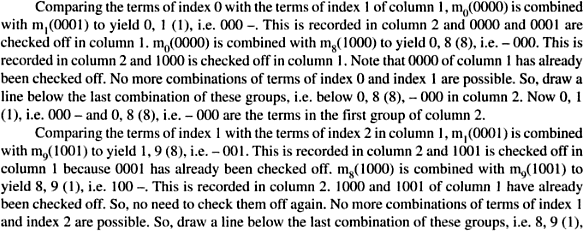 Comparing the terms of index 0 with the terms of index 1 of column 1, m₀(0000) is combined
with m₁(0001) to yield 0, 1 (1), i.e. 000 –. This is recorded in column 2 and 0000 and 0001 are
checked off in column 1. m₀(0000) is combined with m₈(1000) to yield 0, 8 (8), i.e. – 000. This is
recorded in column 2 and 1000 is checked off in column 1. Note that 0000 of column 1 has already
been checked off. No more combinations of terms of index 0 and index 1 are possible. So, draw a
line below the last combination of these groups, i.e. below 0, 8 (8), – 000 in column 2. Now 0, 1
(1), i.e. 000 – and 0, 8 (8), i.e. – 000 are the terms in the first group of column 2.
Comparing the terms of index 1 with the terms of index 2 in column 1, m₁(0001) is combined
with m₉(1001) to yield 1, 9 (8), i.e. – 001. This is recorded in column 2 and 1001 is checked off in
column 1 because 0001 has already been checked off. m₈(1000) is combined with m₉(1001) to
yield 8, 9 (1), i.e. 100 –. This is recorded in column 2. 1000 and 1001 of column 1 have already
been checked off. So, no need to check them off again. No more combinations of terms of index 1
and index 2 are possible. So, draw a line below the last combination of these groups, i.e. 8, 9 (1),